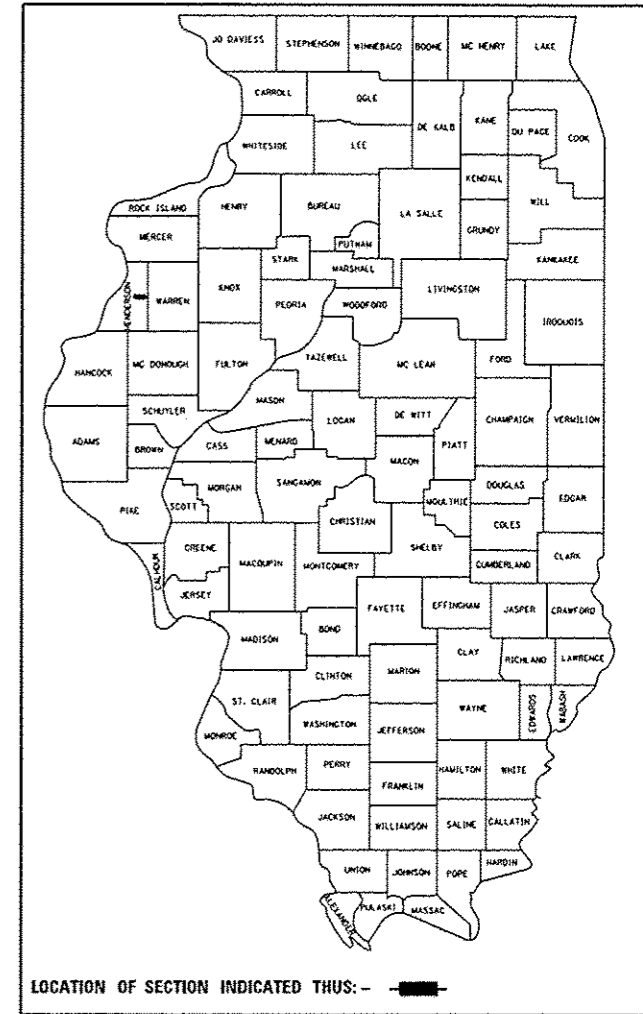 JO DAVIESS STEPHENSON WINNEBAGO BOONE MC HENRY LAKE
CARROLL OGLE DE KALB KANE DU PAGE COOK
WHITESIDE LEE KENDALL WILL
ROCK ISLAND HENRY BUREAU LA SALLE GRUNDY
MERCER PUTNAM KANKAKEE
STARK MARSHALL
HENDERSON WARREN KNOX PEORIA WOODFORD LIVINGSTON IROQUOIS
HANCOCK MC DONOUGH FULTON TAZEWELL MC LEAN FORD
SCHUYLER MASON LOGAN DE WITT CHAMPAIGN VERMILION
ADAMS BROWN CASS MENARD MACON PIATT
PIKE SCOTT MORGAN SANGAMON CHRISTIAN MOULTRIE DOUGLAS EDGAR
COLES
CALHOUN GREENE MACOUPIN MONTGOMERY SHELBY CUMBERLAND CLARK
JERSEY FAYETTE EFFINGHAM JASPER CRAWFORD
MADISON BOND CLAY RICHLAND LAWRENCE
CLINTON MARION
ST. CLAIR WASHINGTON JEFFERSON WAYNE EDWARDS WABASH
MONROE
RANDOLPH PERRY FRANKLIN HAMILTON WHITE
JACKSON WILLIAMSON SALINE GALLATIN
UNION JOHNSON POPE HARDIN
ALEXANDER PULASKI MASSAC
LOCATION OF SECTION INDICATED THUS: -